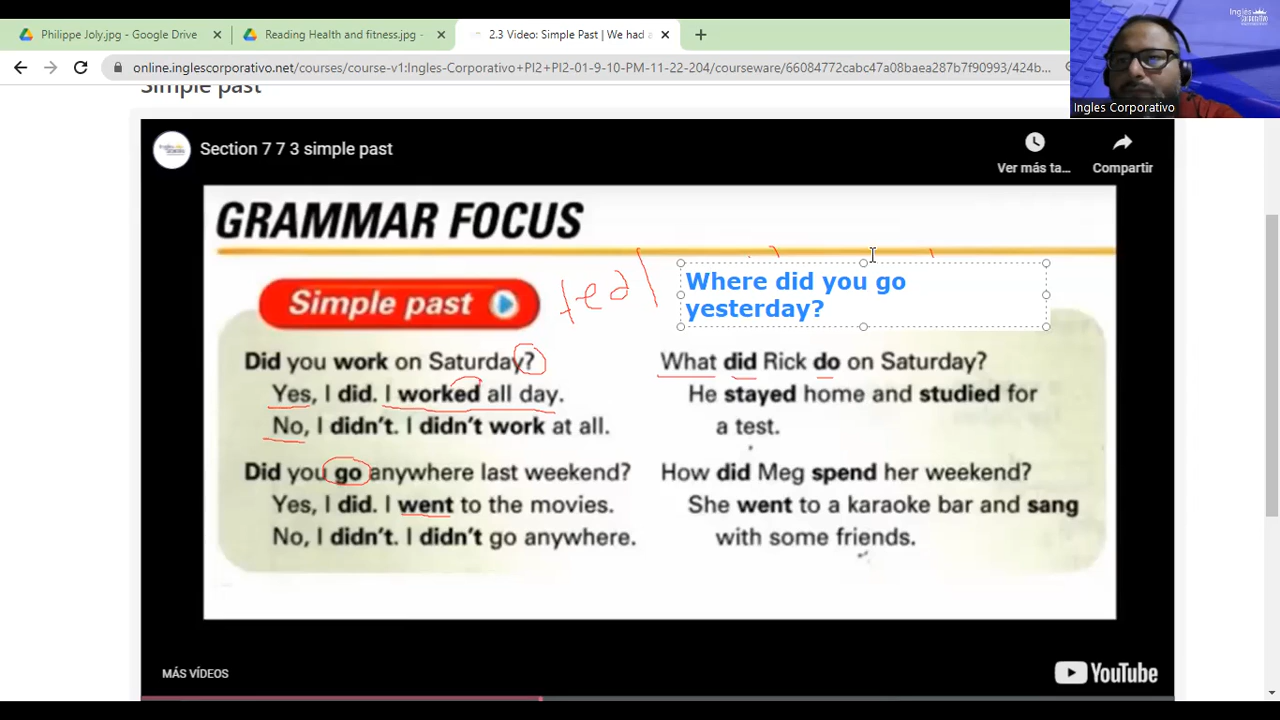 Philippe Joly.jpg - Google Drive
Reading Health and fitness.jpg -
2.3 Video: Simple Past | We had a
online.inglescorporativo.net/courses/course-v1:Ingles-Corporativo+PI2+PI2-01-9-10-PM-11-22-204/courseware/66084772cabc47a08baea287b7f90993/424b...
Ingles Corporativo
Simple past
Section 7 7 3 simple past
Ver más ta...
Compartir
GRAMMAR FOCUS
Simple past
Where did you go
yesterday?
Did you work on Saturday?
Yes, I did. I worked all day.
No, I didn't. I didn't work at all.
Did you go anywhere last weekend?
Yes, I did. I went to the movies.
No, I didn't. I didn't go anywhere.
What did Rick do on Saturday?
He stayed home and studied for
a test.
How did Meg spend her weekend?
She went to a karaoke bar and sang
with some friends.
MÁS VÍDEOS
YouTube